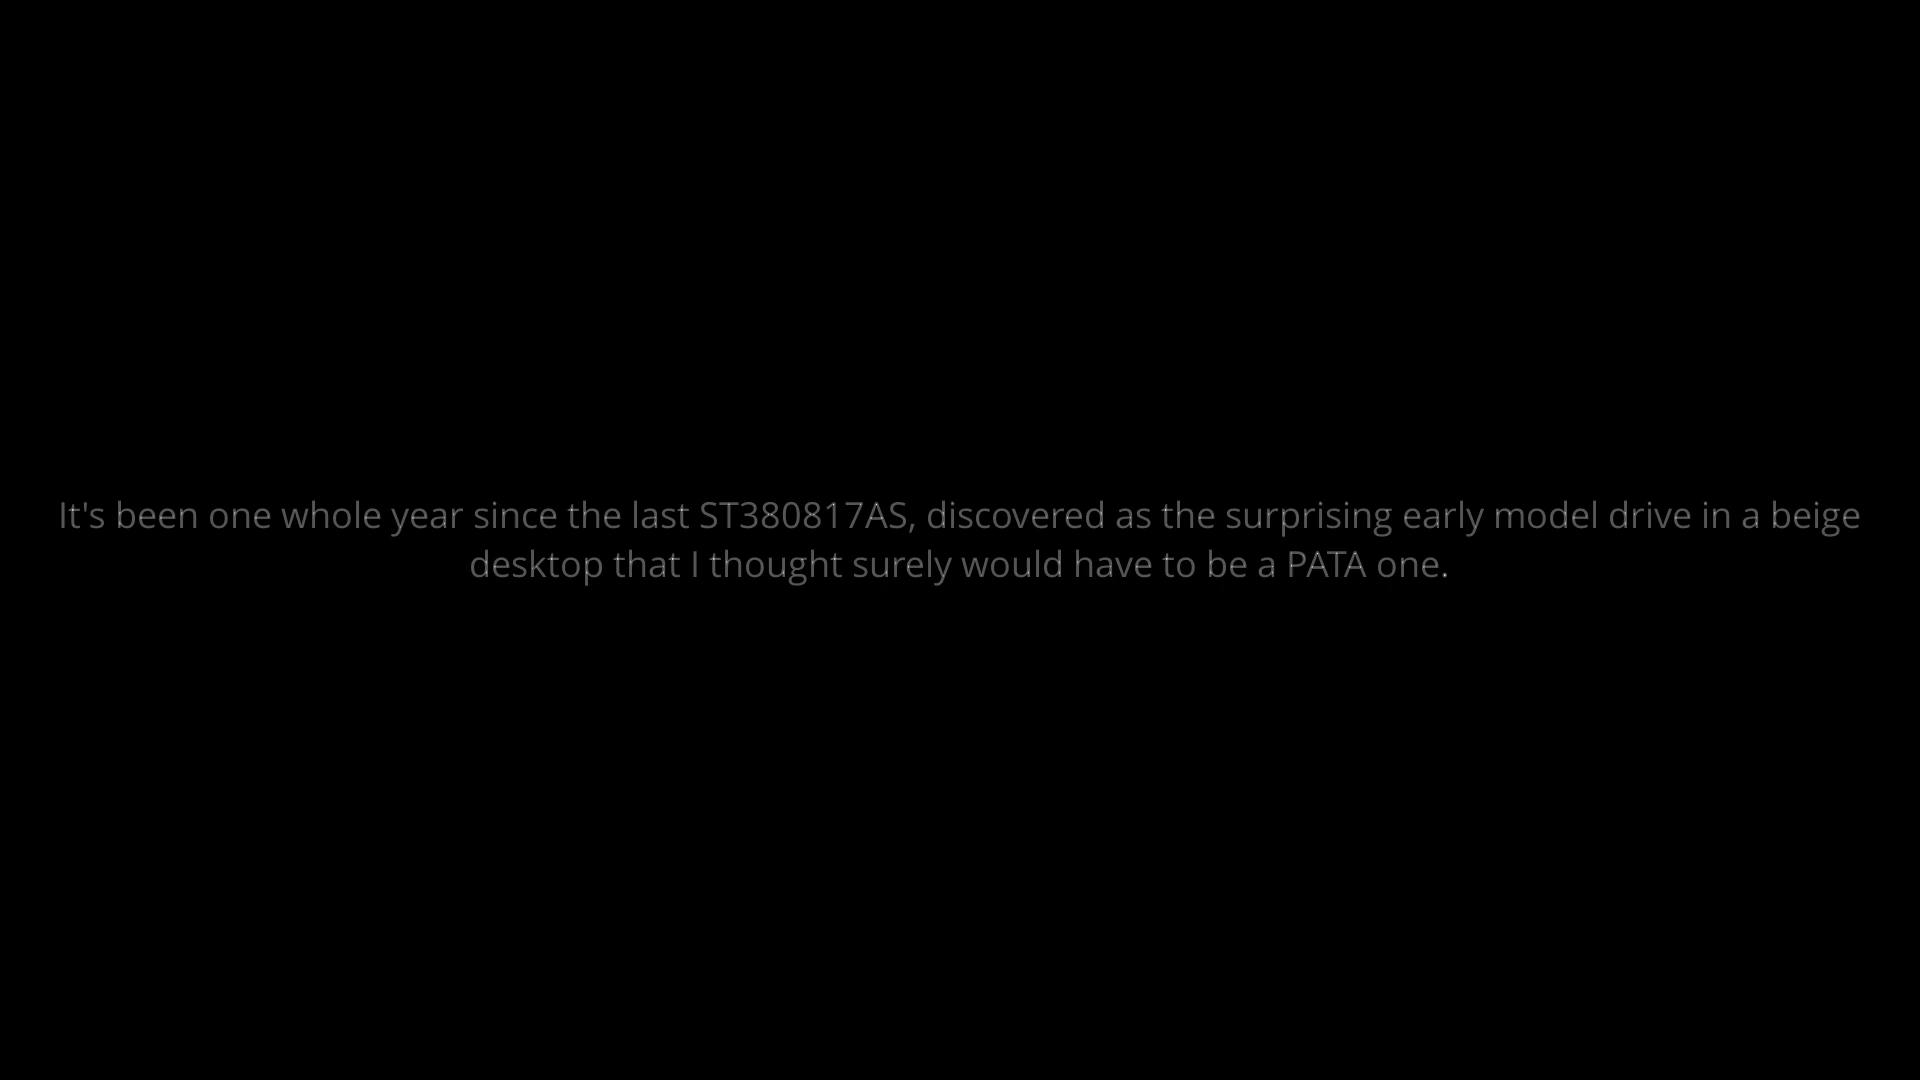 It's been one whole year since the last ST380817AS, discovered as the surprising early model drive in a beige
desktop that I thought surely would have to be a PATA one.